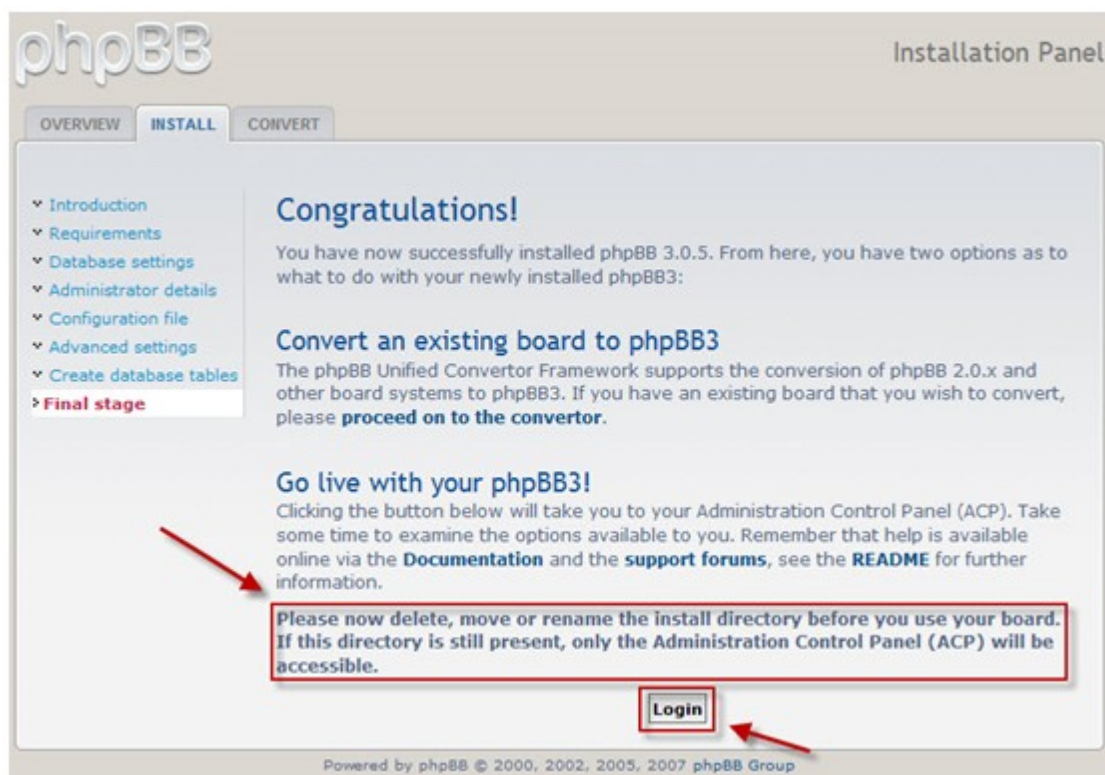 phpBB
Installation Panel
OVERVIEW INSTALL CONVERT
Introduction
Requirements
Database settings
Administrator details
Configuration file
Advanced settings
Create database tables
Final stage
Congratulations!
You have now successfully installed phpBB 3.0.5. From here, you have two options as to
what to do with your newly installed phpBB3:
Convert an existing board to phpBB3
The phpBB Unified Convertor Framework supports the conversion of phpBB 2.0.x and
other board systems to phpBB3. If you have an existing board that you wish to convert,
please proceed on to the convertor.
Go live with your phpBB3!
Clicking the button below will take you to your Administration Control Panel (ACP). Take
some time to examine the options available to you. Remember that help is available
online via the Documentation and the support forums, see the README for further
information.
Please now delete, move or rename the install directory before you use your board.
If this directory is still present, only the Administration Control Panel (ACP) will be
accessible.
Login
Powered by phpBB © 2000, 2002, 2005, 2007 phpBB Group